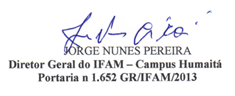 JORGE NUNES PEREIRA
Diretor Geral do IFAM – Campus Humaitá
Portaria n 1.652 GR/IFAM/2013